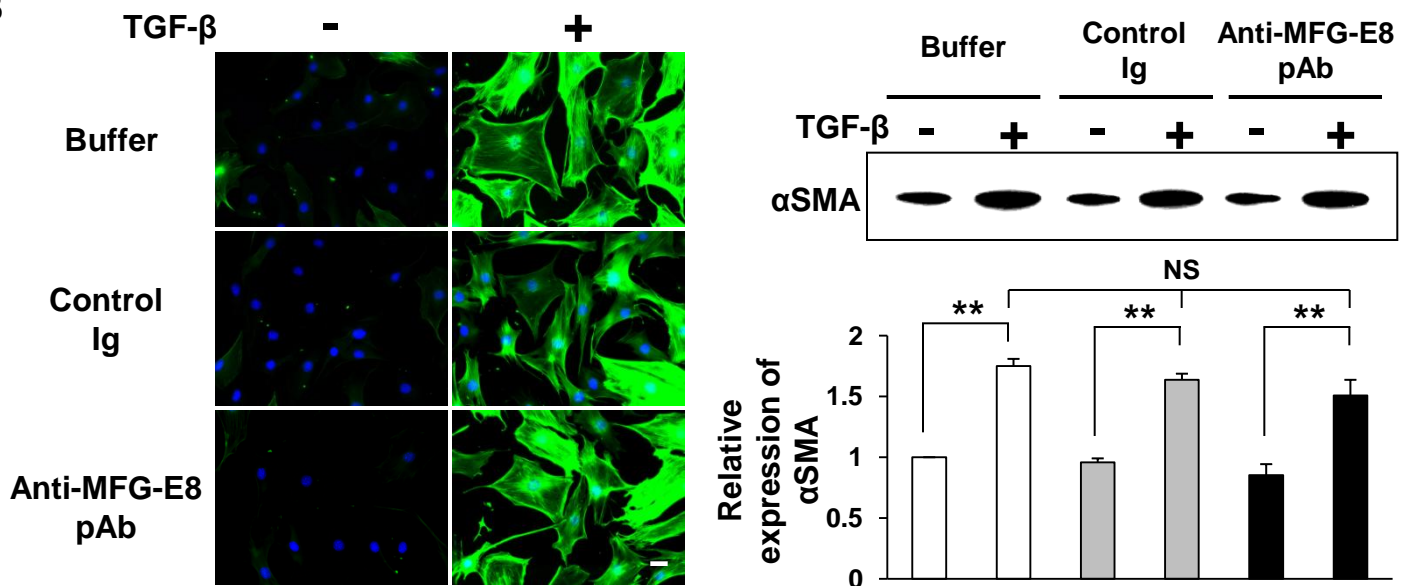 TGF-β - +
Buffer
Control
Ig
Anti-MFG-E8
pAb
Buffer
Control
Ig
Anti-MFG-E8
pAb
TGF-β - + - + - +
αSMA
NS
** ** **
2
1.5
1
0.5
0
Relative
expression of
αSMA